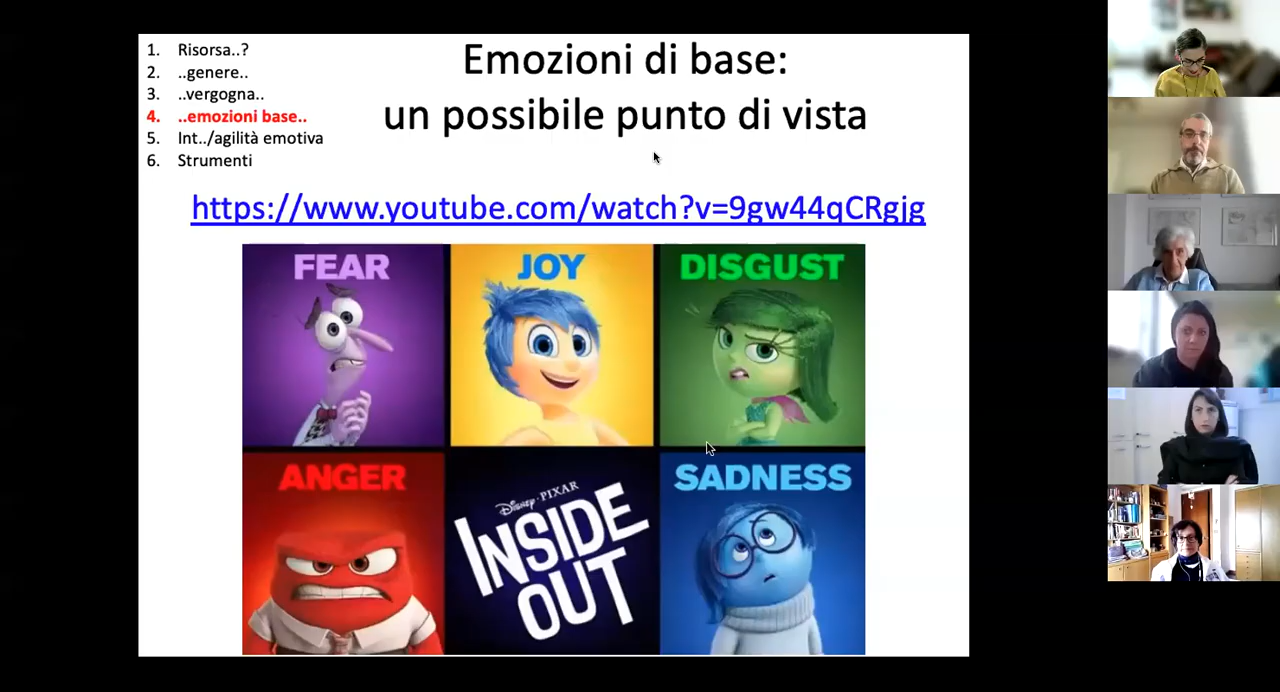 1. Risorsa..?
2. ..genere..
3. ..vergogna..
4. ..emozioni base..
5. Int../agilità emotiva
6. Strumenti
Emozioni di base:
un possibile punto di vista
https://www.youtube.com/watch?v=9gw44qCRgjg
FEAR
JOY
DISGUST
ANGER
Disney·PIXAR
INSIDE
OUT
SADNESS